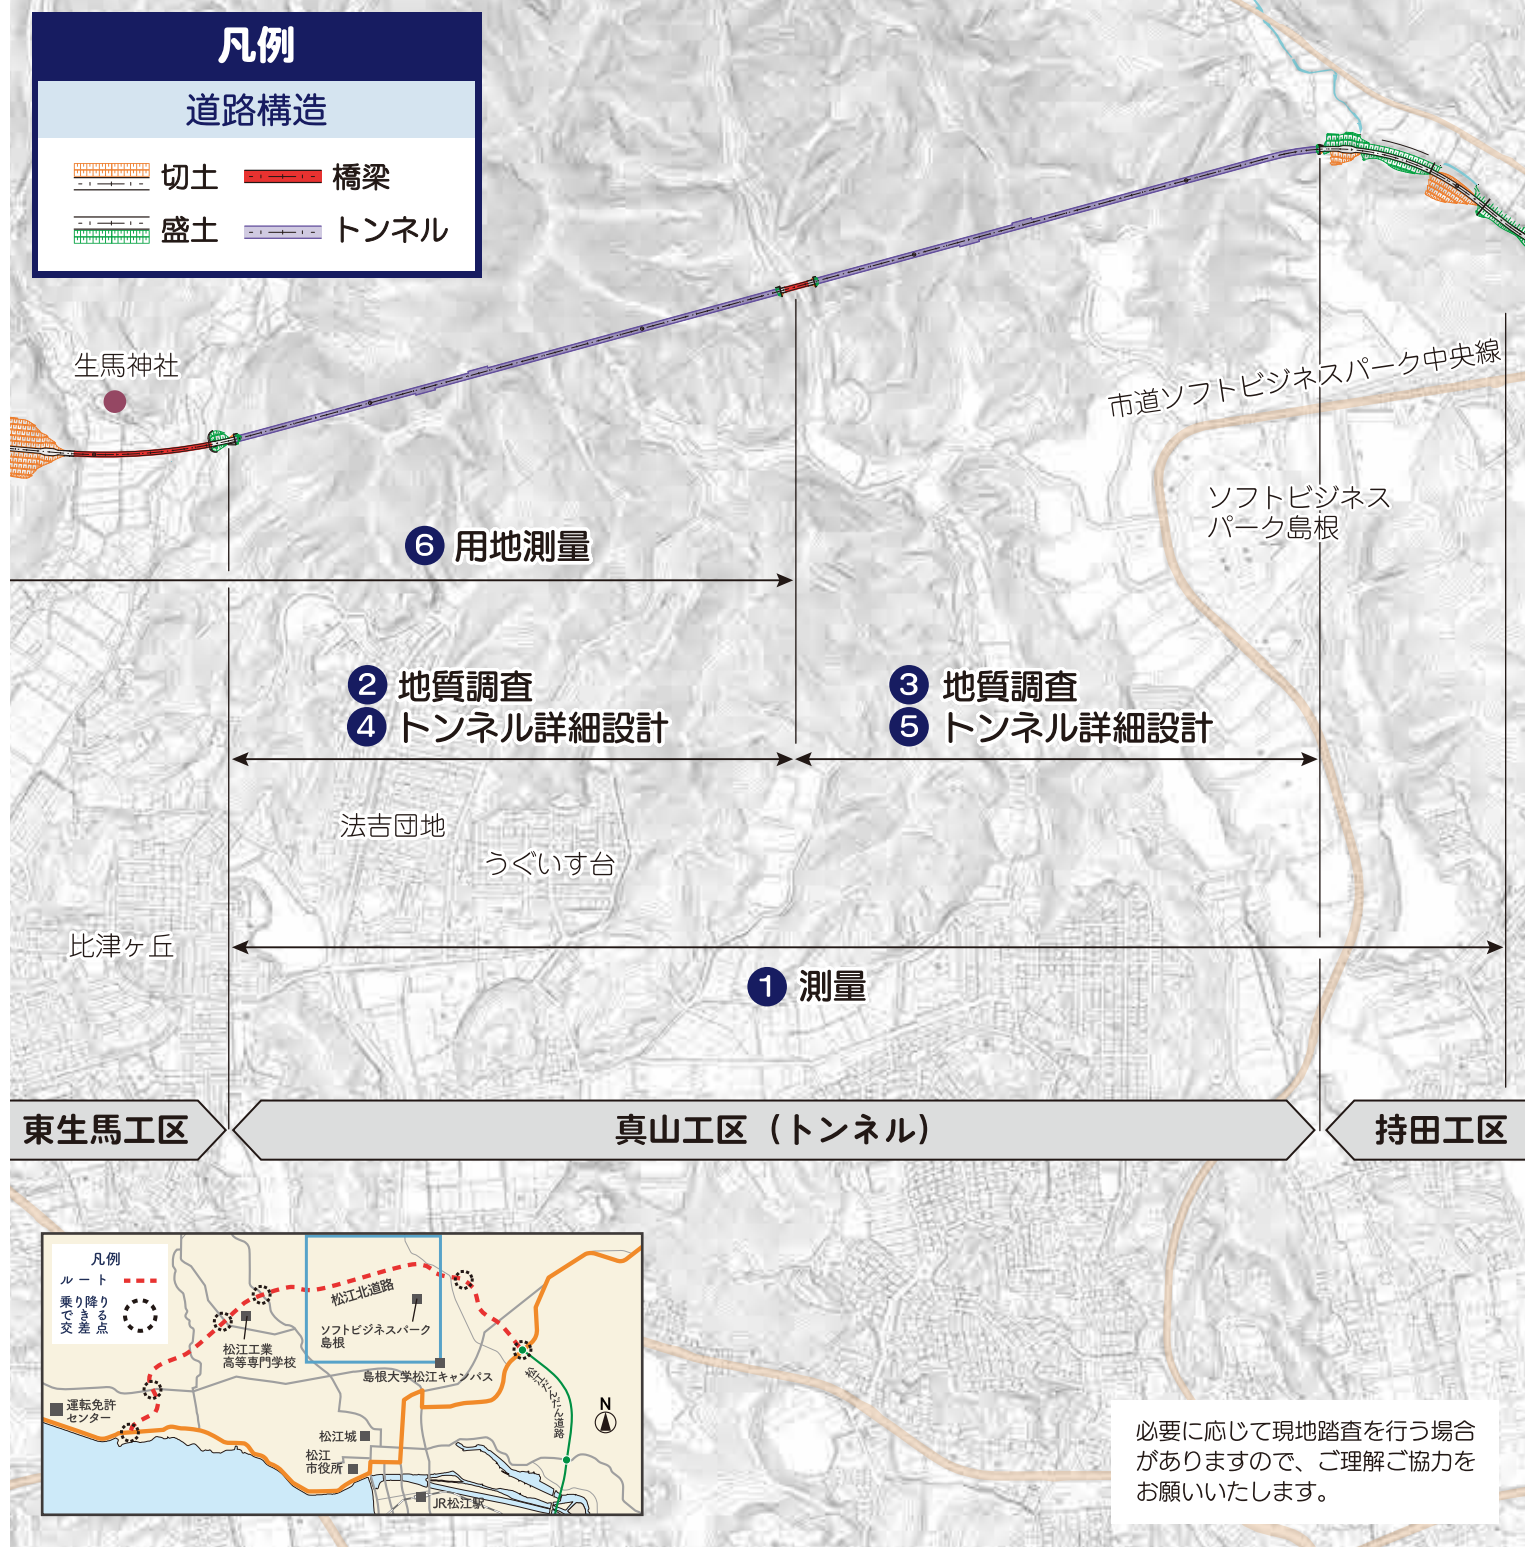 凡例
道路構造
切土
橋梁
盛土
トンネル
生馬神社
市道ソフトビジネスパーク中央線
ソフトビジネス
パーク島根
6 用地測量
2 地質調査
4 トンネル詳細設計
3 地質調査
5 トンネル詳細設計
法吉団地
うぐいす台
比津ヶ丘
1 測量
東生馬工区
真山工区（トンネル）
持田工区
凡例
ルート
乗り降り
できる
交差点
松江北道路
ソフトビジネスパーク
島根
松江工業
高等専門学校
島根大学松江キャンパス
運転免許
センター
松江だんだん道路
N
松江城
松江
市役所
JR松江駅
必要に応じて現地踏査を行う場合
がありますので、ご理解ご協力を
お願いいたします。